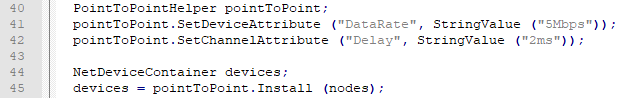 40 PointToPointHelper pointToPoint;
41 pointToPoint.SetDeviceAttribute ("DataRate", StringValue ("5Mbps"));
42 pointToPoint.SetChannelAttribute ("Delay", StringValue ("2ms"));
43
44 NetDeviceContainer devices;
45 devices = pointToPoint.Install (nodes);